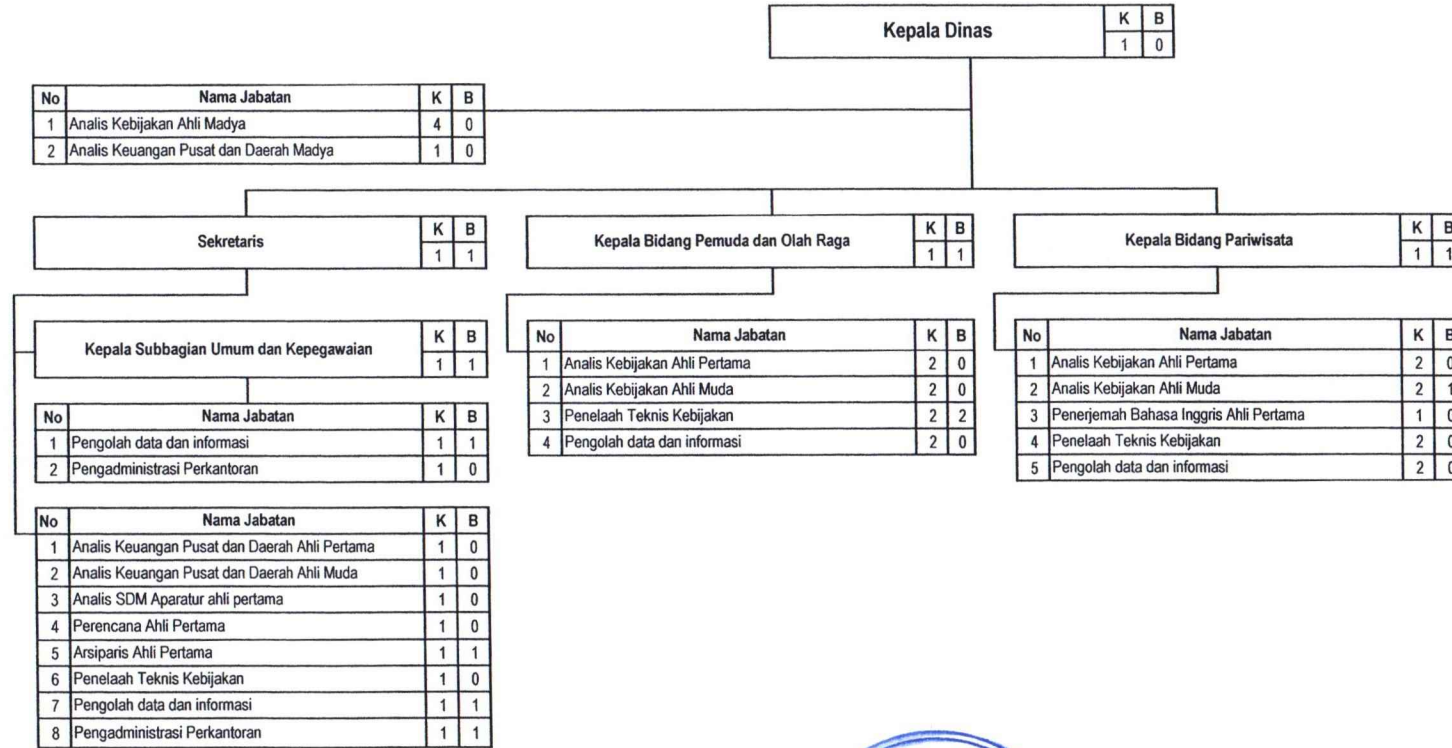 Kepala Dinas K B
1 0
No Nama Jabatan K B
1 Analis Kebijakan Ahli Madya 4 0
2 Analis Keuangan Pusat dan Daerah Madya 1 0
Sekretaris K B
1 1
Kepala Subbagian Umum dan Kepegawaian K B
1 1
No Nama Jabatan K B
1 Pengolah data dan informasi 1 1
2 Pengadministrasi Perkantoran 1 0
No Nama Jabatan K B
1 Analis Keuangan Pusat dan Daerah Ahli Pertama 1 0
2 Analis Keuangan Pusat dan Daerah Ahli Muda 1 0
3 Analis SDM Aparatur ahli pertama 1 0
4 Perencana Ahli Pertama 1 0
5 Arsiparis Ahli Pertama 1 1
6 Penelaah Teknis Kebijakan 1 0
7 Pengolah data dan informasi 1 1
8 Pengadministrasi Perkantoran 1 1
Kepala Bidang Pemuda dan Olah Raga K B
1 1
No Nama Jabatan K B
1 Analis Kebijakan Ahli Pertama 2 0
2 Analis Kebijakan Ahli Muda 2 0
3 Penelaah Teknis Kebijakan 2 2
4 Pengolah data dan informasi 2 0
Kepala Bidang Pariwisata K B
1 1
No Nama Jabatan K B
1 Analis Kebijakan Ahli Pertama 2 0
2 Analis Kebijakan Ahli Muda 2 1
3 Penerjemah Bahasa Inggris Ahli Pertama 1 0
4 Penelaah Teknis Kebijakan 2 0
5 Pengolah data dan informasi 2 0